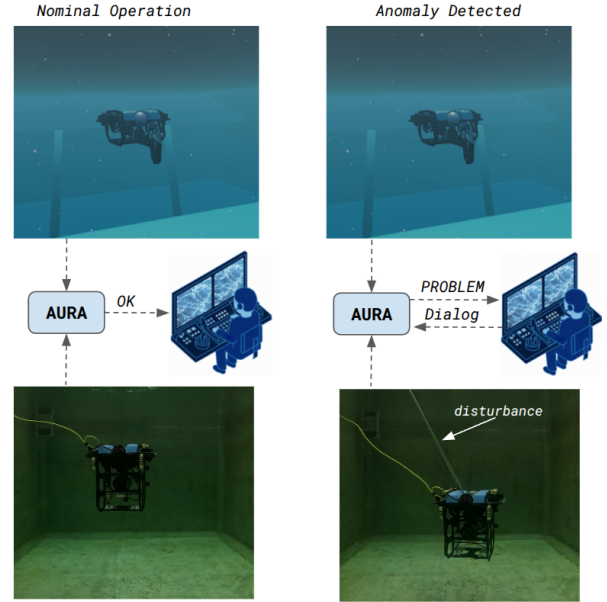 Nominal Operation
Anomaly Detected
AURA
OK
AURA
PROBLEM
Dialog
disturbance